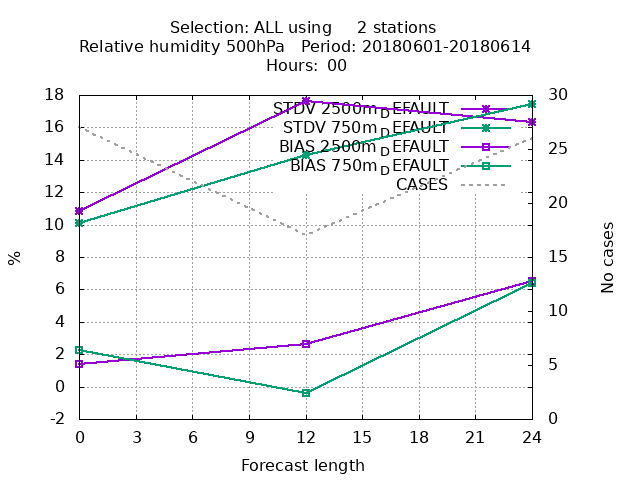 Selection: ALL using 2 stations
Relative humidity 500hPa Period: 20180601-20180614
Hours: 00
18 30
STDV 2500m_DEFAULT
16 STDV 750m_DEFAULT
25
14 BIAS 2500m_DEFAULT
BIAS 750m_DEFAULT
12 CASES
20
10
8 15
%
No cases
6
10
4
2 5
0
-2 0
0 3 6 9 12 15 18 21 24
Forecast length